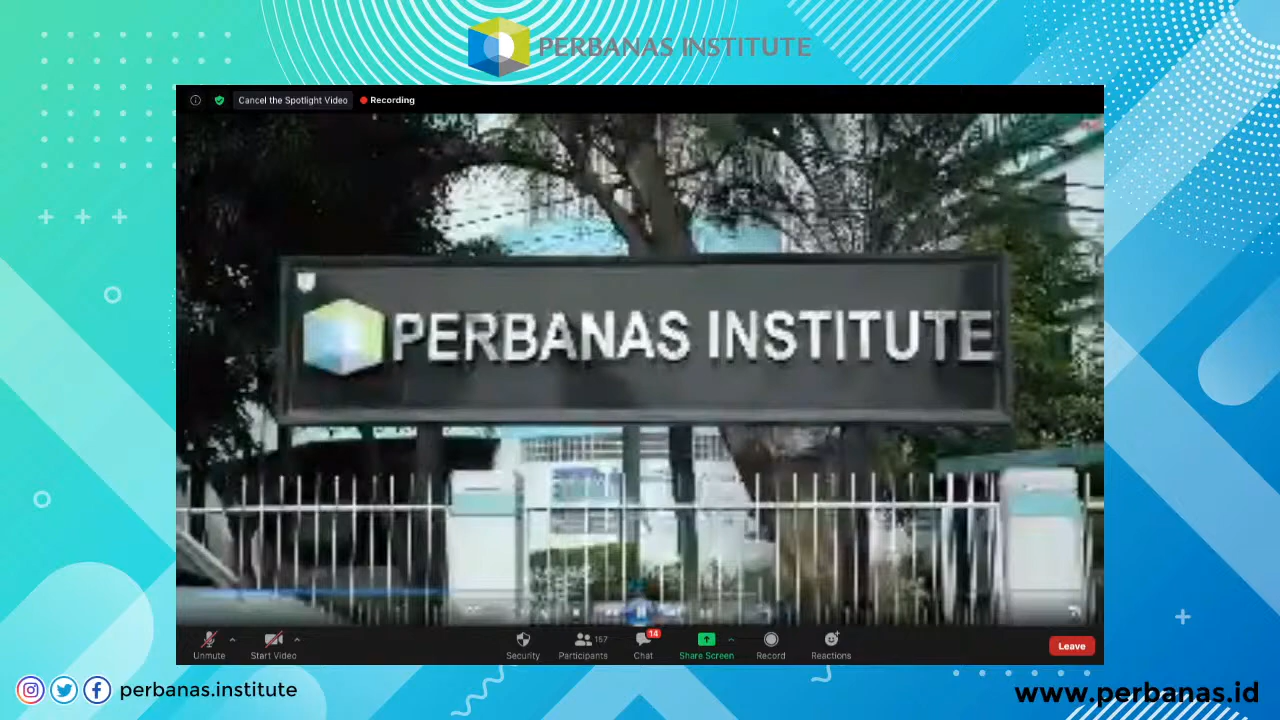 PERBANAS INSTITUTE
Cancel the Spotlight Video
Recording
PERBANAS INSTITUTE
Unmute
Start Video
Security
Participants 157
Chat 14
Share Screen
Record
Reactions
Leave
perbanas.institute
www.perbanas.id